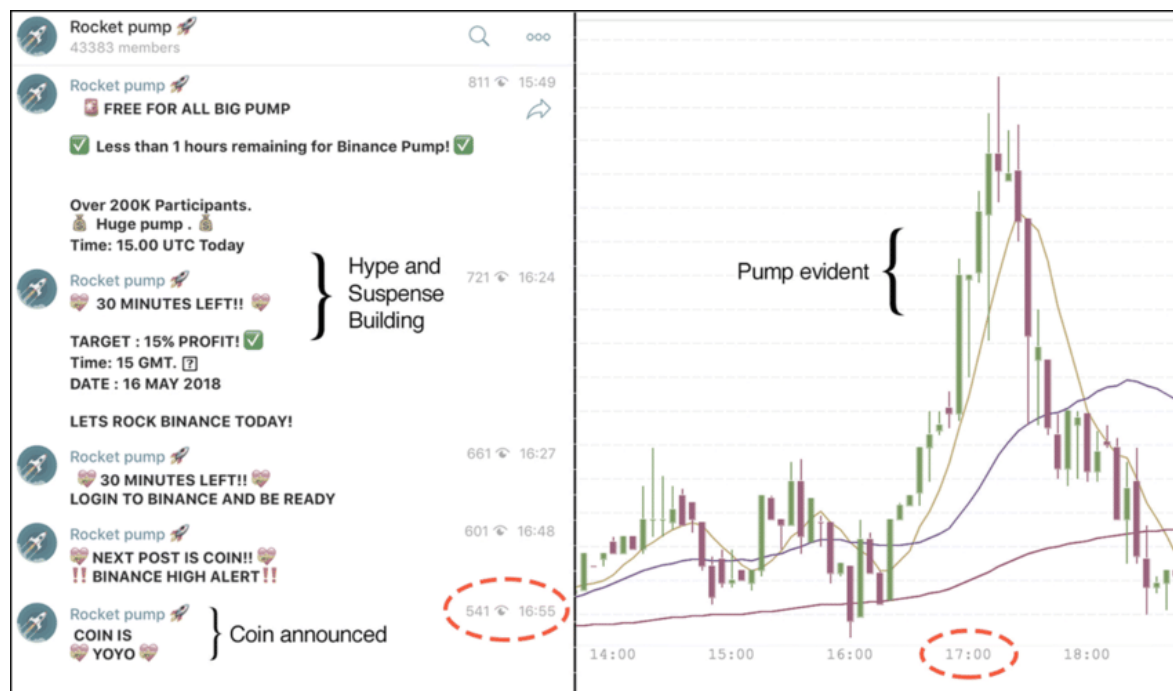 Rocket pump 🚀
43383 members
Rocket pump 🚀
811 15:49
🚨 FREE FOR ALL BIG PUMP
✅ Less than 1 hours remaining for Binance Pump! ✅
Over 200K Participants.
💰 Huge pump . 💰
Time: 15.00 UTC Today
Rocket pump 🚀
721 16:24
💝 30 MINUTES LEFT!! 💝
TARGET : 15% PROFIT! ✅
Time: 15 GMT. ?
DATE : 16 MAY 2018
LETS ROCK BINANCE TODAY!
Hype and
Suspense
Building
Rocket pump 🚀
661 16:27
💝 30 MINUTES LEFT!! 💝
LOGIN TO BINANCE AND BE READY
Rocket pump 🚀
601 16:48
💝 NEXT POST IS COIN!! 💝
‼️ BINANCE HIGH ALERT ‼️
Rocket pump 🚀
541 16:55
COIN IS
💝 YOYO 💝
Coin announced
Pump evident
14:00 15:00 16:00 17:00 18:00